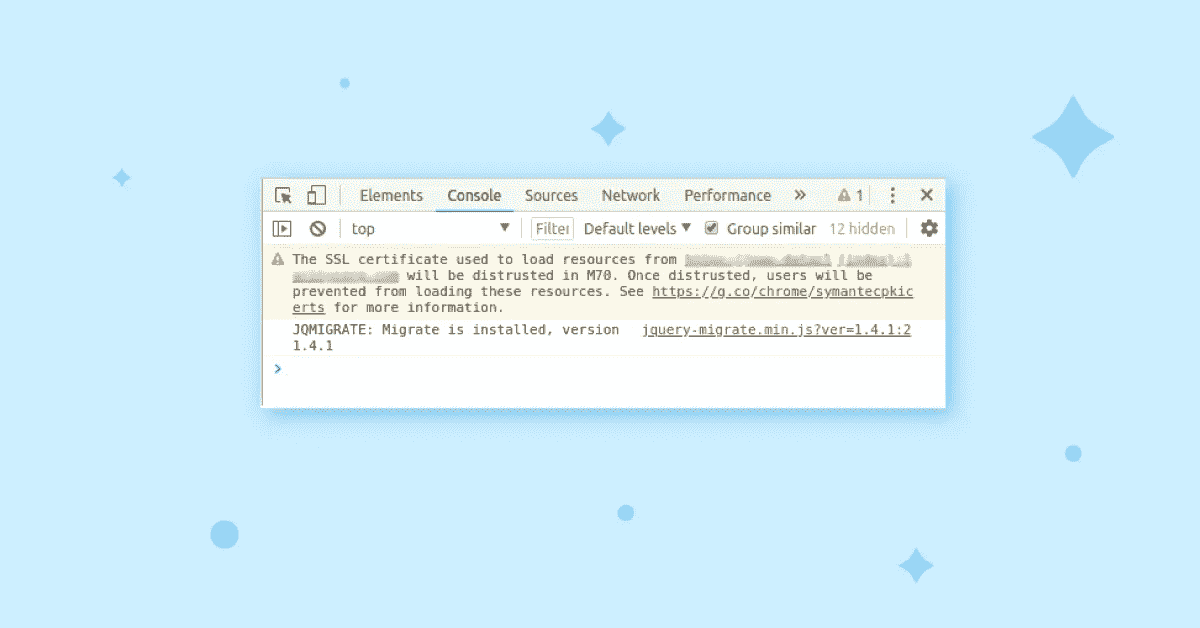 Elements Console Sources Network Performance » 1
top Filter Default levels Group similar 12 hidden
The SSL certificate used to load resources from
will be distrusted in M70. Once distrusted, users will be
prevented from loading these resources. See https://g.co/chrome/symantecpkic
erts for more information.
JQMIGRATE: Migrate is installed, version jquery-migrate.min.js?ver=1.4.1:2
1.4.1